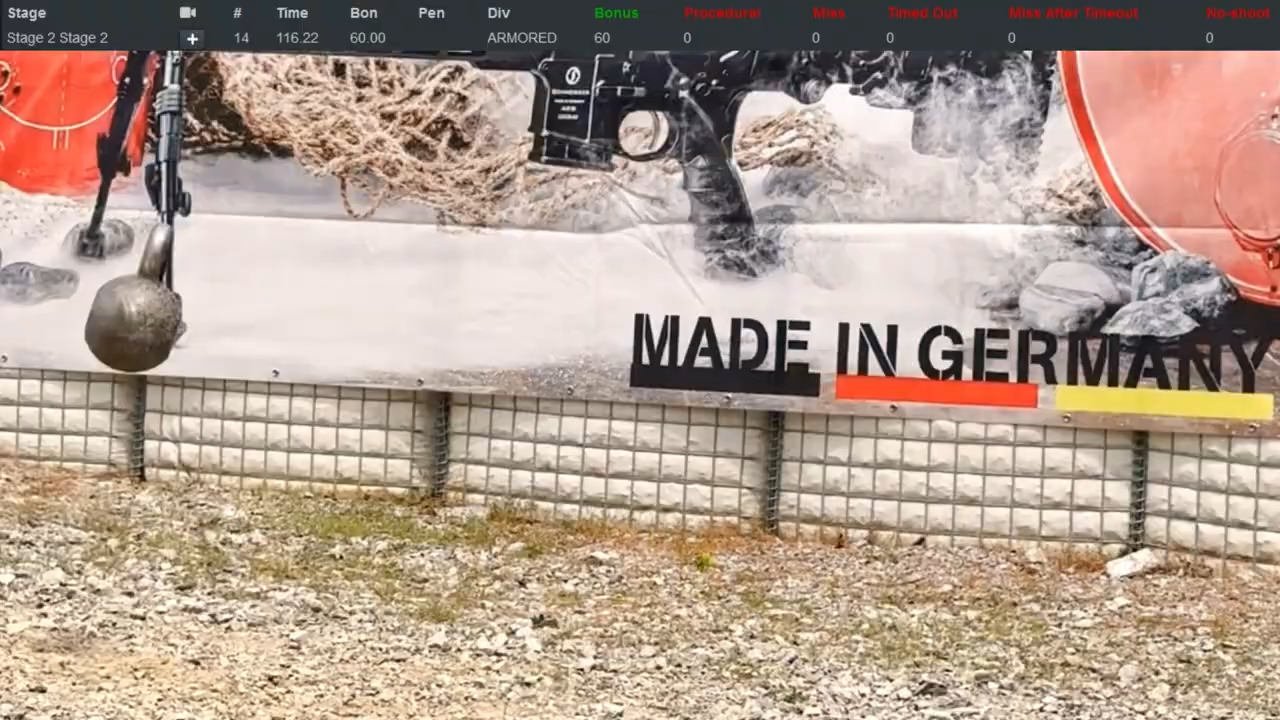 Stage # Time Bon Pen Div Bonus Procedural Miss Timed Out Miss After Timeout No-shoot
Stage 2 Stage 2 + 14 116.22 60.00 ARMORED 60 0 0 0 0 0
MADE IN GERMANY